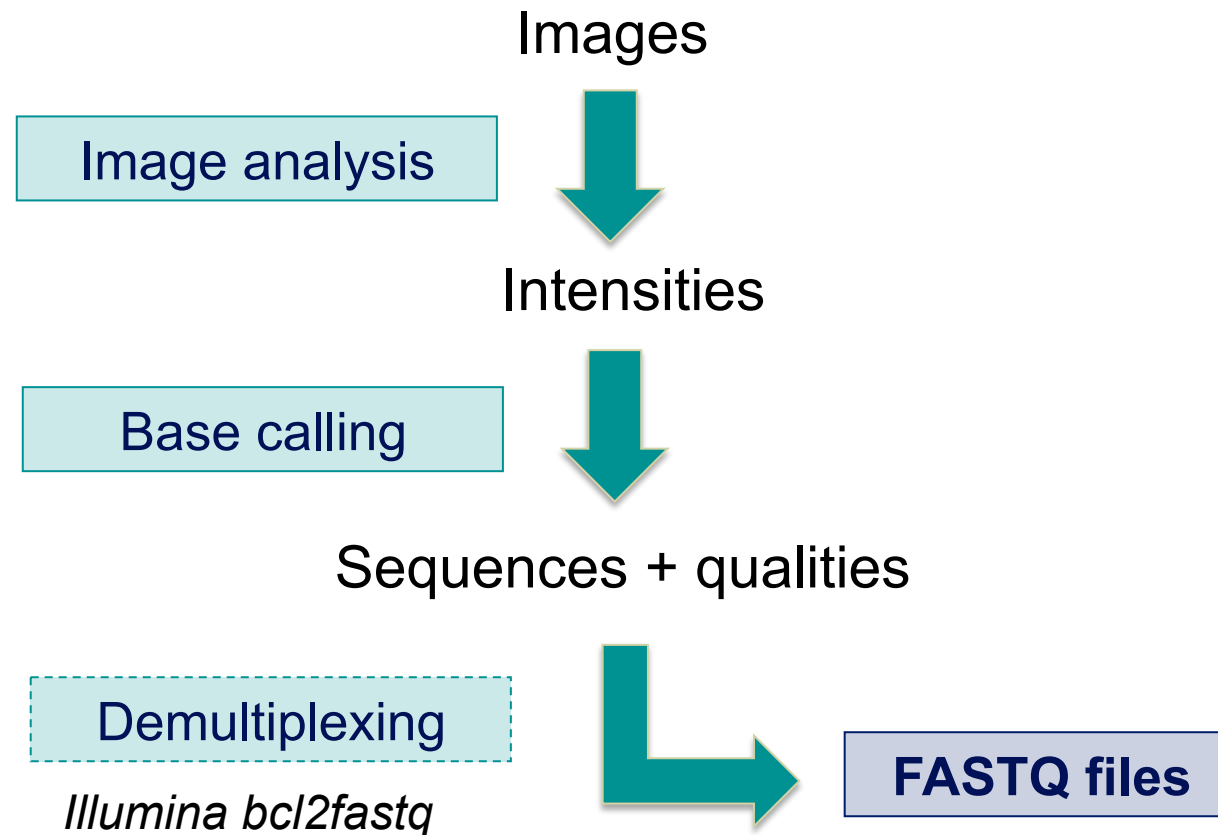 Images
Image analysis
Intensities
Base calling
Sequences + qualities
Demultiplexing
FASTQ files
Illumina bcl2fastq